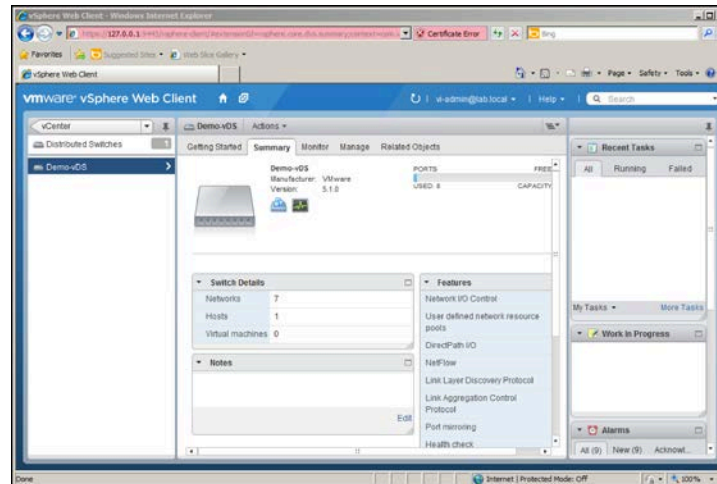 vSphere Web Client - Windows Internet Explorer
127.0.0.1
Certificate Error
Bing
Favorites
Suggested Sites
Web Slice Gallery
vSphere Web Client
Page
Safety
Tools
vmware vSphere Web Client
vi-admin@lab.local
Help
Search
vCenter
Distributed Switches 1
Demo-vDS
Demo-vDS Actions
Getting Started Summary Monitor Manage Related Objects
Demo-vDS
Manufacturer: VMware
Version: 5.1.0
PORTS FREE
USED: 8 CAPACITY
Switch Details
Networks 7
Hosts 1
Virtual machines 0
Notes
Edit
Features
Network I/O Control
User defined network resource
pools
DirectPath I/O
NetFlow
Link Layer Discovery Protocol
Link Aggregation Control
Protocol
Port mirroring
Health check
Recent Tasks
All Running Failed
My Tasks More Tasks
Work In Progress
Alarms
All (9) New (9) Acknowl...
Done
Internet | Protected Mode: Off
100%